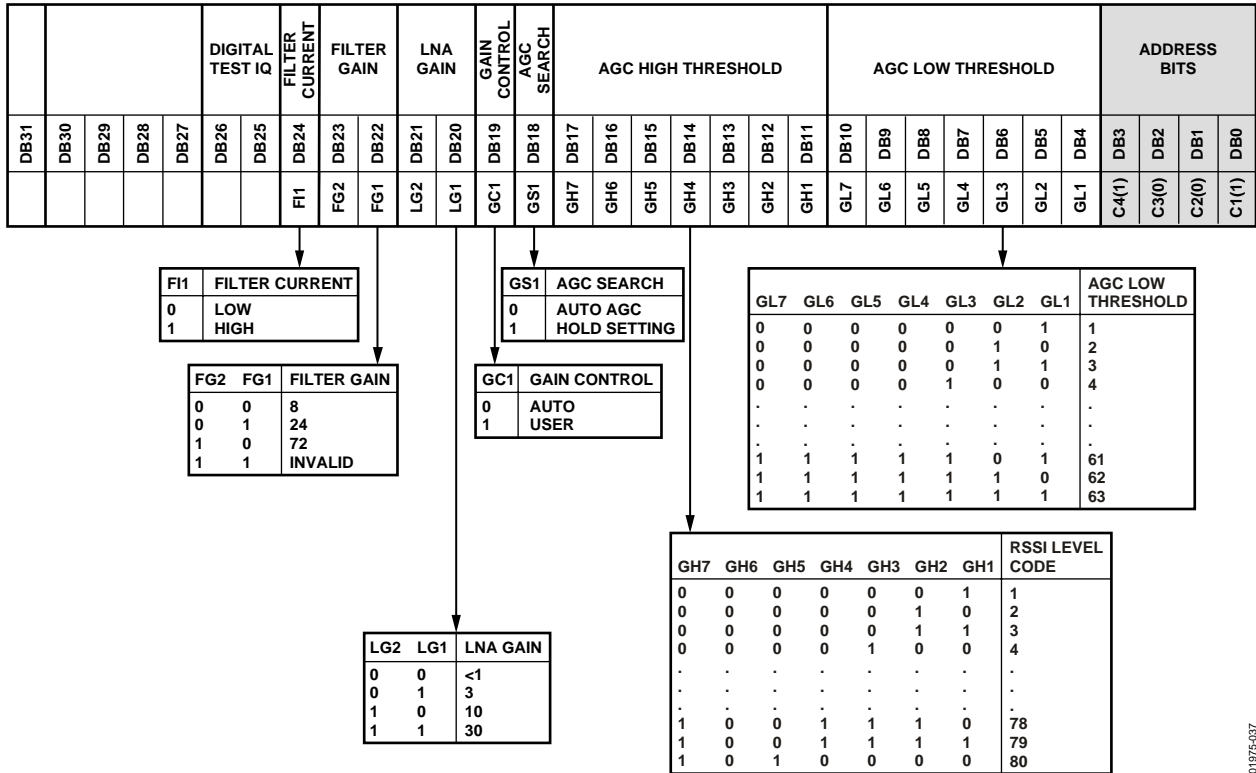 DIGITAL TEST IQ
FILTER CURRENT
FILTER GAIN
LNA GAIN
GAIN CONTROL
AGC SEARCH
AGC HIGH THRESHOLD
AGC LOW THRESHOLD
ADDRESS BITS
DB31 DB30 DB29 DB28 DB27 DB26 DB25 DB24 DB23 DB22 DB21 DB20 DB19 DB18 DB17 DB16 DB15 DB14 DB13 DB12 DB11 DB10 DB9 DB8 DB7 DB6 DB5 DB4 DB3 DB2 DB1 DB0
FI1 FG2 FG1 LG2 LG1 GC1 GS1 GH7 GH6 GH5 GH4 GH3 GH2 GH1 GL7 GL6 GL5 GL4 GL3 GL2 GL1 C4(1) C3(0) C2(0) C1(1)
FI1 FILTER CURRENT
0 LOW
1 HIGH
GS1 AGC SEARCH
0 AUTO AGC
1 HOLD SETTING
GL7 GL6 GL5 GL4 GL3 GL2 GL1 AGC LOW THRESHOLD
0 0 0 0 0 0 1 1
0 0 0 0 0 1 0 2
0 0 0 0 0 1 1 3
0 0 0 0 1 0 0 4
. . . . . . . .
. . . . . . . .
. . . . . . . .
1 1 1 1 1 0 1 61
1 1 1 1 1 1 0 62
1 1 1 1 1 1 1 63
FG2 FG1 FILTER GAIN
0 0 8
0 1 24
1 0 72
1 1 INVALID
GC1 GAIN CONTROL
0 AUTO
1 USER
GH7 GH6 GH5 GH4 GH3 GH2 GH1 RSSI LEVEL CODE
0 0 0 0 0 0 1 1
0 0 0 0 0 1 0 2
0 0 0 0 0 1 1 3
0 0 0 0 1 0 0 4
. . . . . . . .
. . . . . . . .
. . . . . . . .
1 0 0 1 1 1 0 78
1 0 0 1 1 1 1 79
1 0 1 0 0 0 0 80
LG2 LG1 LNA GAIN
0 0 <1
0 1 3
1 0 10
1 1 30
01975-037